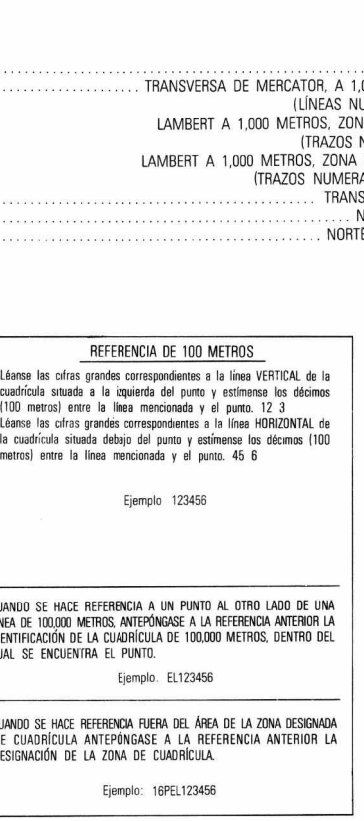 TRANSVERSA DE MERCATOR, A 1,0
(LÍNEAS NU
LAMBERT A 1,000 METROS, ZON
(TRAZOS N
LAMBERT A 1,000 METROS, ZONA
(TRAZOS NUMERA
TRANS
N
NORTE
REFERENCIA DE 100 METROS
Léanse las cifras grandes correspondientes a la línea VERTICAL de la
cuadrícula situada a la izquierda del punto y estímense los décimos
(100 metros) entre la línea mencionada y el punto. 12 3
Léanse las cifras grandes correspondientes a la línea HORIZONTAL de
la cuadrícula situada debajo del punto y estímense los décimos (100
metros) entre la línea mencionada y el punto. 45 6
Ejemplo 123456
UANDO SE HACE REFERENCIA A UN PUNTO AL OTRO LADO DE UNA
NEA DE 100,000 METROS, ANTEPÓNGASE A LA REFERENCIA ANTERIOR LA
ENTIFICACIÓN DE LA CUADRÍCULA DE 100,000 METROS, DENTRO DEL
UAL SE ENCUENTRA EL PUNTO.
Ejemplo. EL123456
UANDO SE HACE REFERENCIA FUERA DEL ÁREA DE LA ZONA DESIGNADA
E CUADRÍCULA ANTEPÓNGASE A LA REFERENCIA ANTERIOR LA
ESIGNACIÓN DE LA ZONA DE CUADRÍCULA.
Ejemplo: 16PEL123456